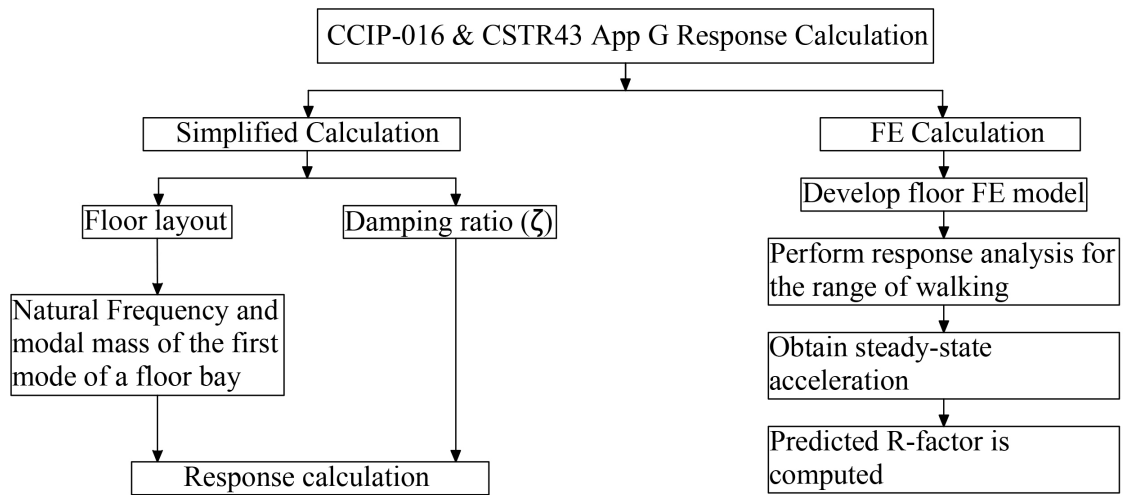 CCIP-016 & CSTR43 App G Response Calculation
Simplified Calculation
FE Calculation
Floor layout
Damping ratio (ζ)
Develop floor FE model
Natural Frequency and
modal mass of the first
mode of a floor bay
Perform response analysis for
the range of walking
Obtain steady-state
acceleration
Response calculation
Predicted R-factor is
computed